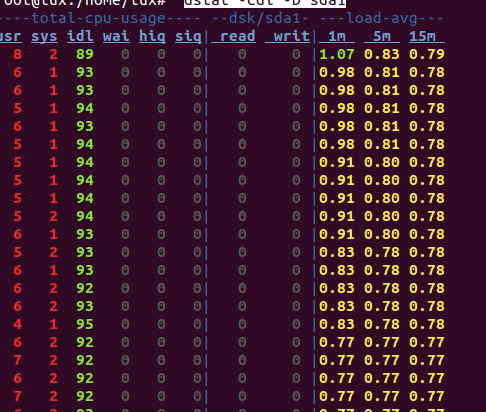 root@tux:/home/tux# dstat -cdl -D sda1
----total-cpu-usage---- --dsk/sda1- ---load-avg---
usr sys idl wai hiq siq| read  writ| 1m   5m  15m
8 2 89 0 0 0| 0 0 |1.07 0.83 0.79
6 1 93 0 0 0| 0 0 |0.98 0.81 0.78
6 1 93 0 0 0| 0 0 |0.98 0.81 0.78
5 1 94 0 0 0| 0 0 |0.98 0.81 0.78
6 1 93 0 0 0| 0 0 |0.98 0.81 0.78
5 1 94 0 0 0| 0 0 |0.98 0.81 0.78
5 1 94 0 0 0| 0 0 |0.91 0.80 0.78
5 1 94 0 0 0| 0 0 |0.91 0.80 0.78
5 1 94 0 0 0| 0 0 |0.91 0.80 0.78
5 2 94 0 0 0| 0 0 |0.91 0.80 0.78
6 1 93 0 0 0| 0 0 |0.91 0.80 0.78
5 2 93 0 0 0| 0 0 |0.83 0.78 0.78
6 1 93 0 0 0| 0 0 |0.83 0.78 0.78
6 2 92 0 0 0| 0 0 |0.83 0.78 0.78
6 2 93 0 0 0| 0 0 |0.83 0.78 0.78
4 1 95 0 0 0| 0 0 |0.83 0.78 0.78
6 2 92 0 0 0| 0 0 |0.77 0.77 0.77
7 2 92 0 0 0| 0 0 |0.77 0.77 0.77
6 2 92 0 0 0| 0 0 |0.77 0.77 0.77
7 2 92 0 0 0| 0 0 |0.77 0.77 0.77